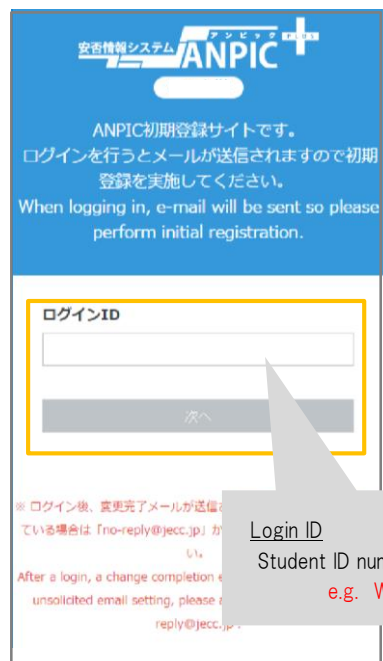 安否情報システム
アンピック PLUS
ANPIC
ANPIC初期登録サイトです。
ログインを行うとメールが送信されますので初期
登録を実施してください。
When logging in, e-mail will be sent so please
perform initial registration.
ログインID
次へ
※ ログイン後、変更完了メールが送信
ている場合は「no-reply@jecc.jp」か
い。
After a login, a change completion
unsolicited email setting, please
reply@jecc.jp
Login ID
Student ID nu
e.g.